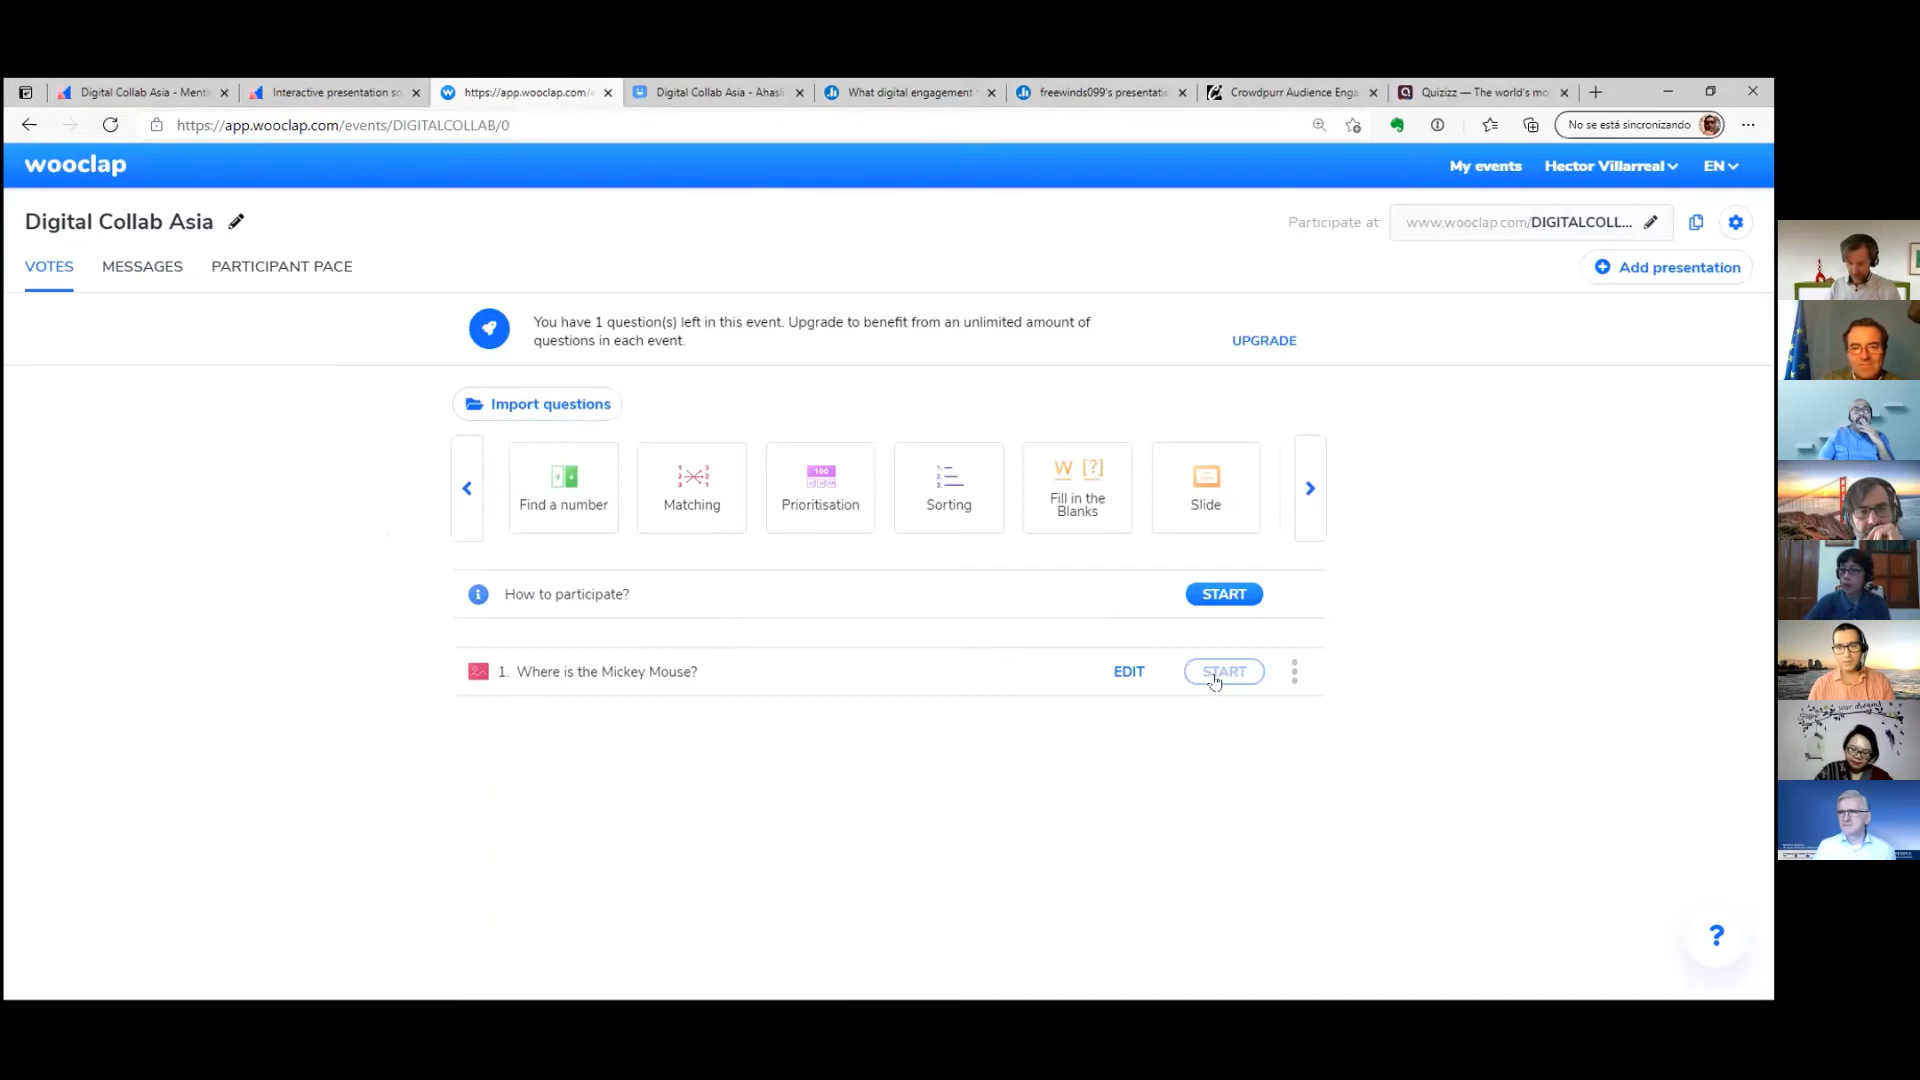 Digital Collab Asia - Menti
Interactive presentation so
https://app.wooclap.com/e
Digital Collab Asia - Ahasli
What digital engagement
freewinds099's presentatio
Crowdpurr Audience Enga
Quizizz — The world's mo
https://app.wooclap.com/events/DIGITALCOLLAB/0
No se está sincronizando
wooclap
My events
Hector Villarreal
EN
Digital Collab Asia
Participate at:
www.wooclap.com/DIGITALCOLL...
VOTES
MESSAGES
PARTICIPANT PACE
Add presentation
You have 1 question(s) left in this event. Upgrade to benefit from an unlimited amount of
questions in each event.
UPGRADE
Import questions
Find a number
Matching
100
Prioritisation
Sorting
W [?]
Fill in the
Blanks
Slide
How to participate?
START
1. Where is the Mickey Mouse?
EDIT
START
?
your dreams